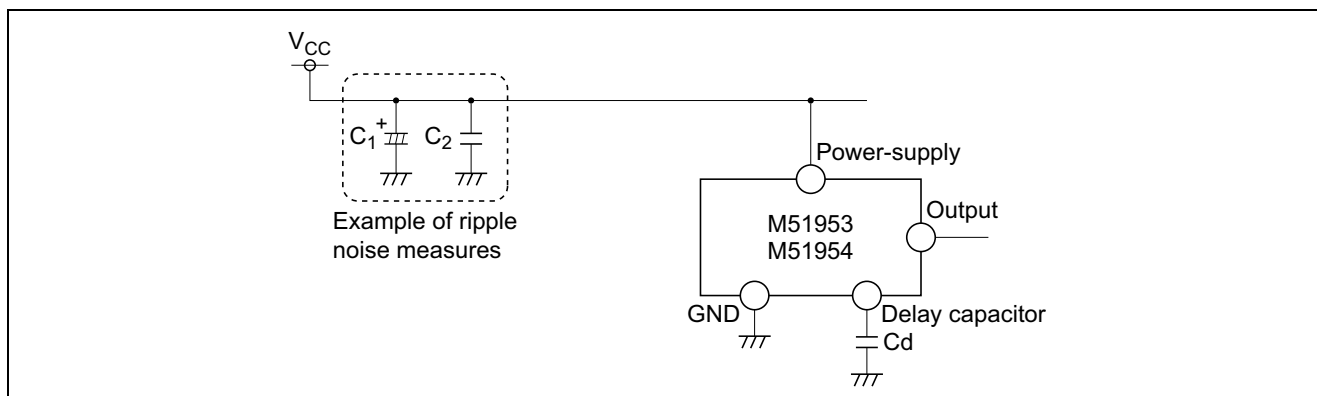 VCC
C1 +
C2
Example of ripple
noise measures
Power-supply
M51953
M51954
Output
GND
Delay capacitor
Cd